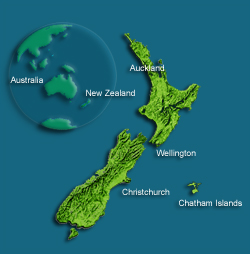 Auckland
Australia
New Zealand
Wellington
Christchurch
Chatham Islands